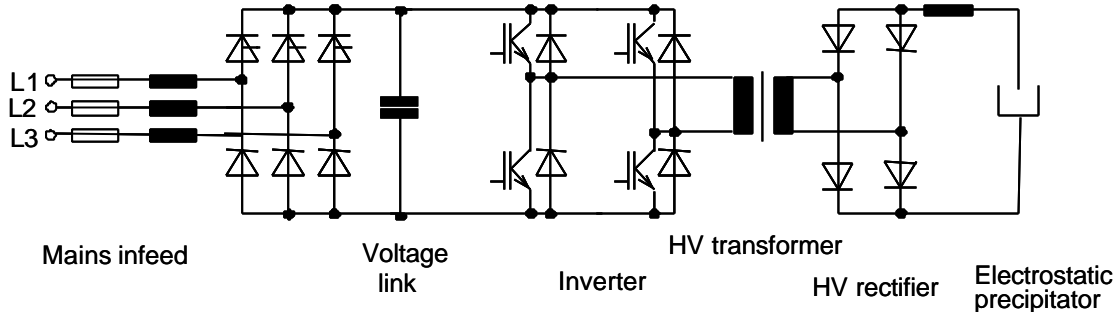 L1
L2
L3
Mains infeed
Voltage
link
Inverter
HV transformer
HV rectifier
Electrostatic
precipitator